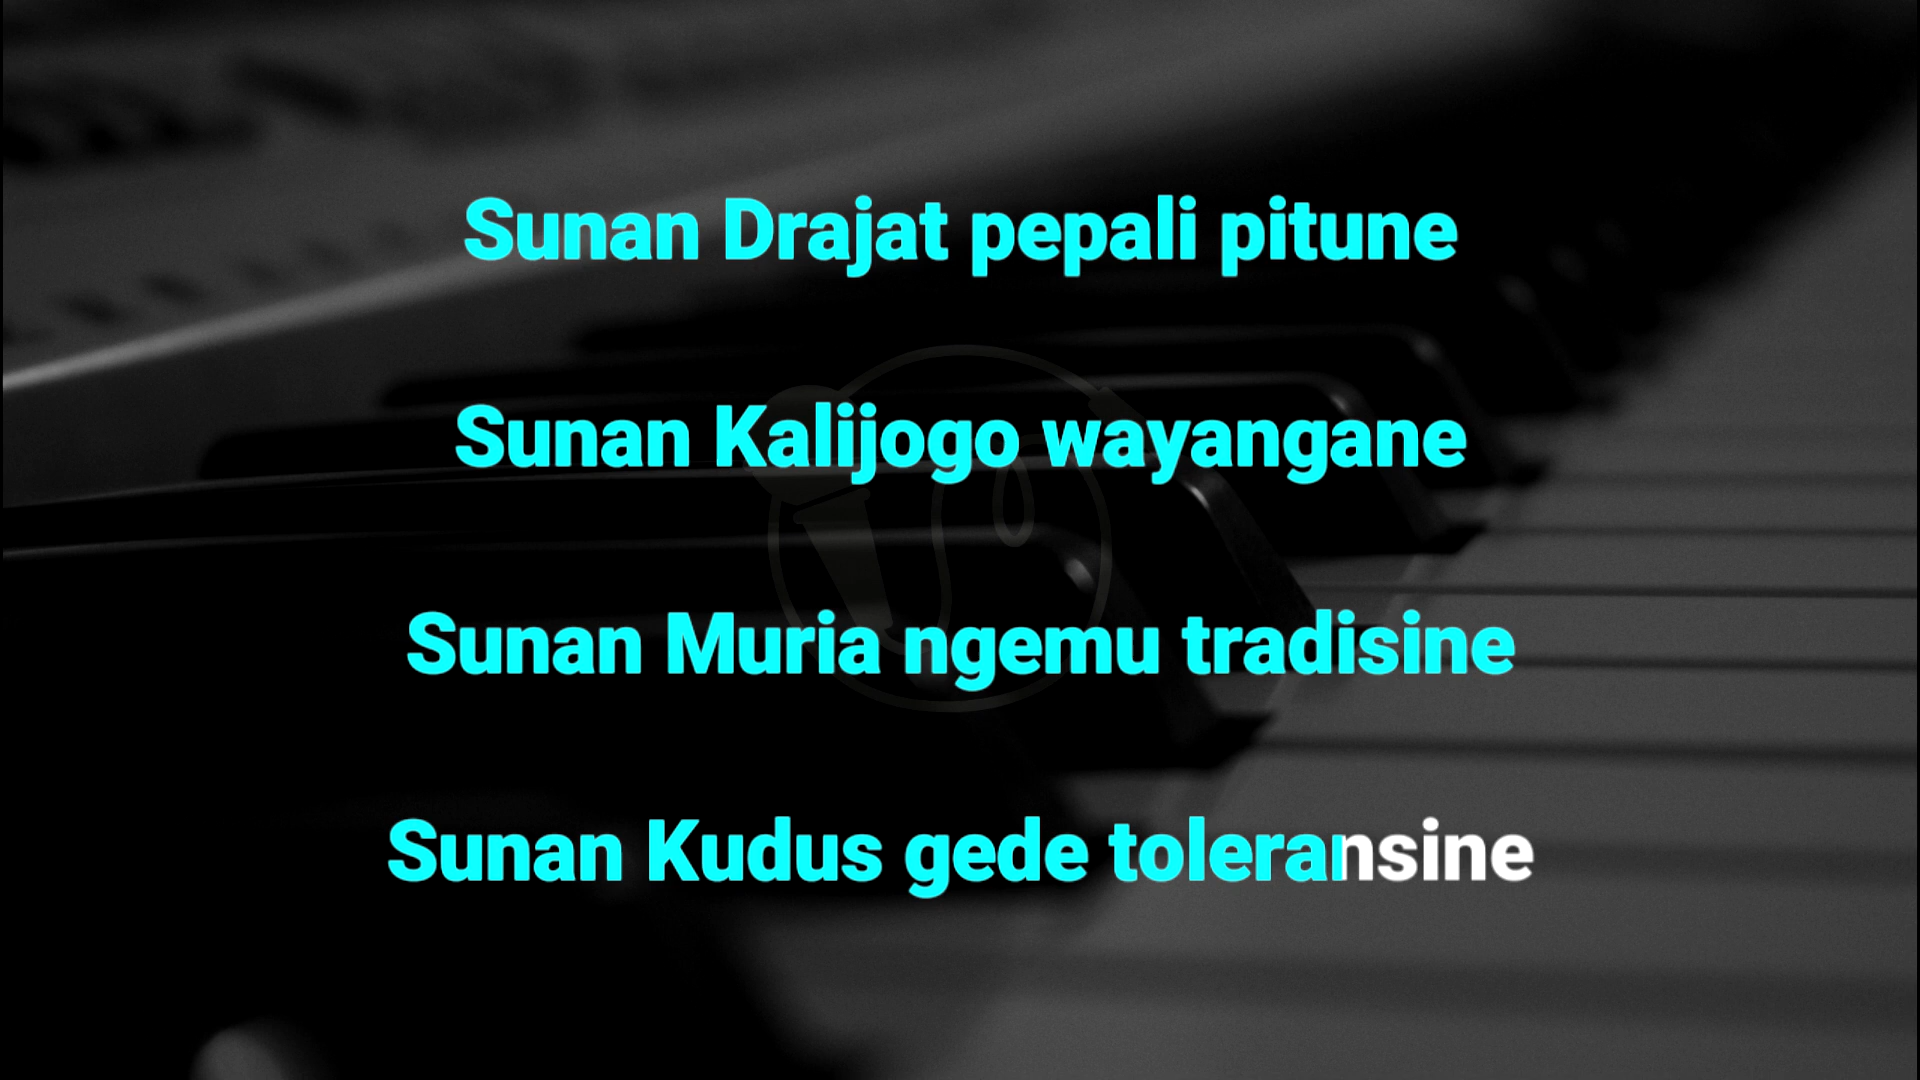 Sunan Drajat pepali pitune
Sunan Kalijogo wayangane
Sunan Muria ngemu tradisine
Sunan Kudus gede toleransine